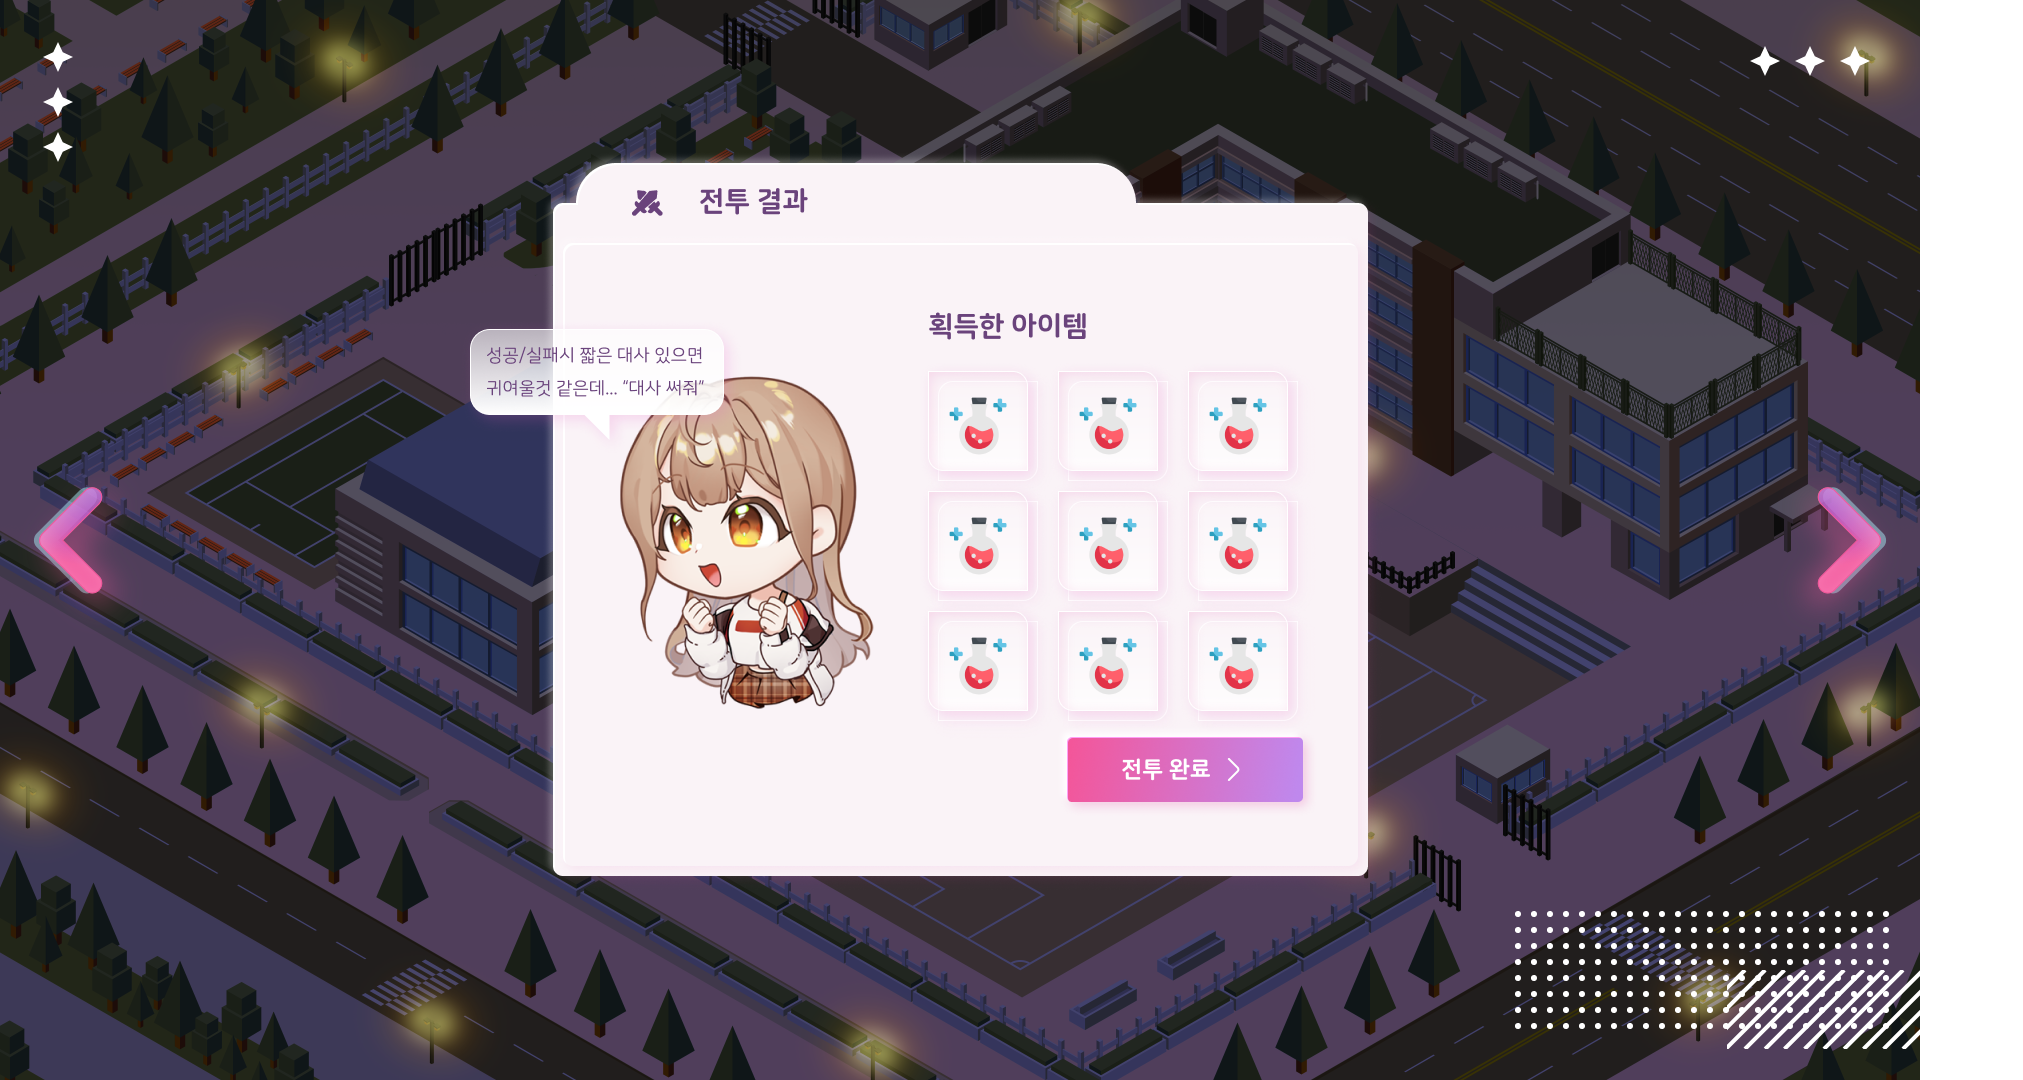 전투 결과
획득한 아이템
성공/실패시 짧은 대사 있으면
귀여울것 같은데... “대사 써줘”
전투 완료